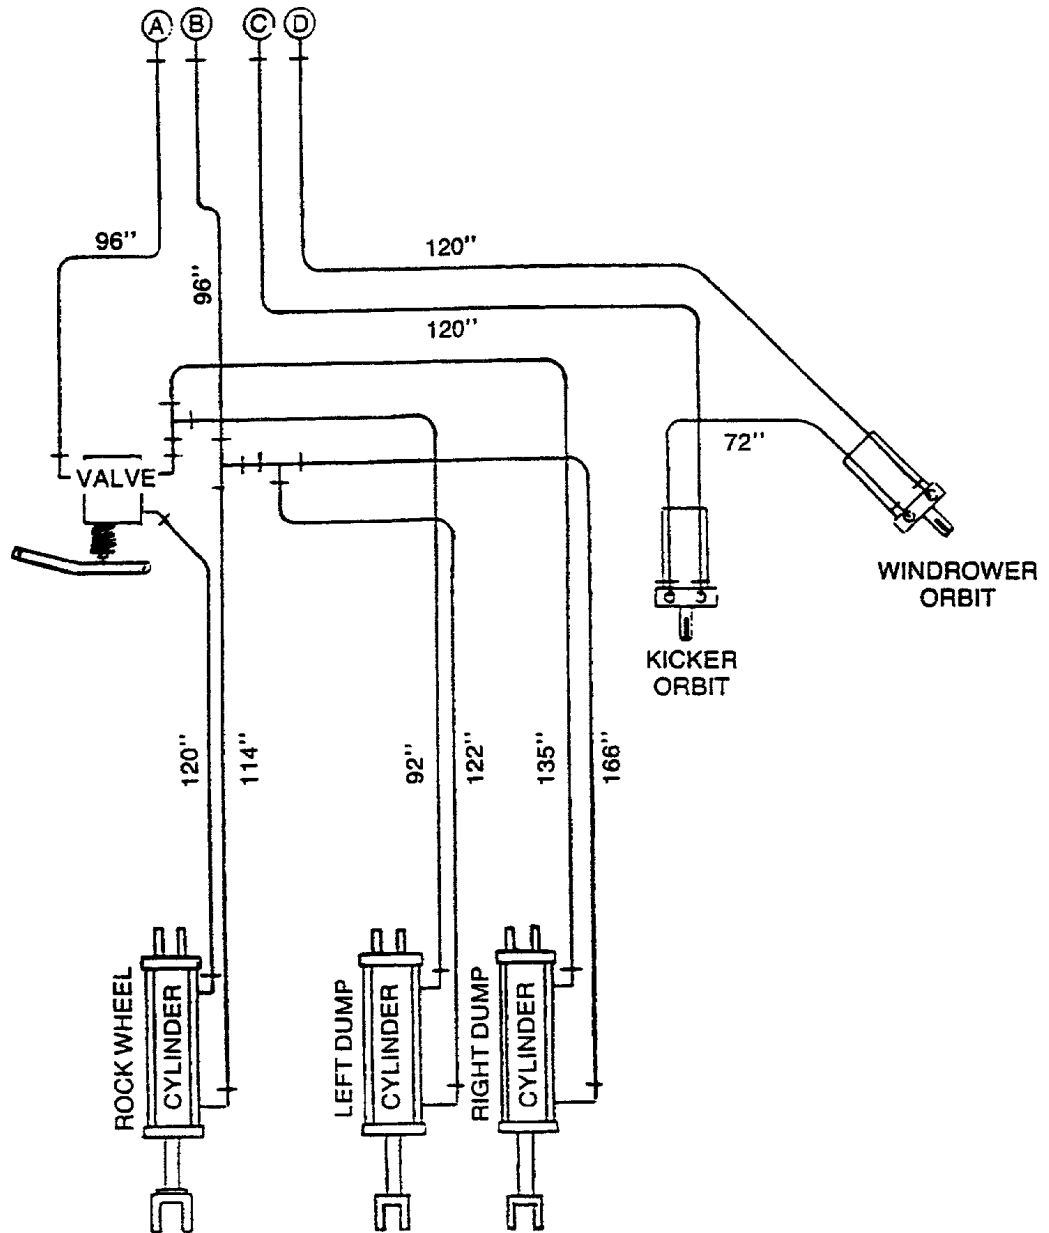 A B C D
96''
96''
120''
120''
72''
VALVE
WINDROWER
ORBIT
KICKER
ORBIT
120''
114''
92''
122''
135''
166''
ROCK WHEEL
CYLINDER
LEFT DUMP
CYLINDER
RIGHT DUMP
CYLINDER